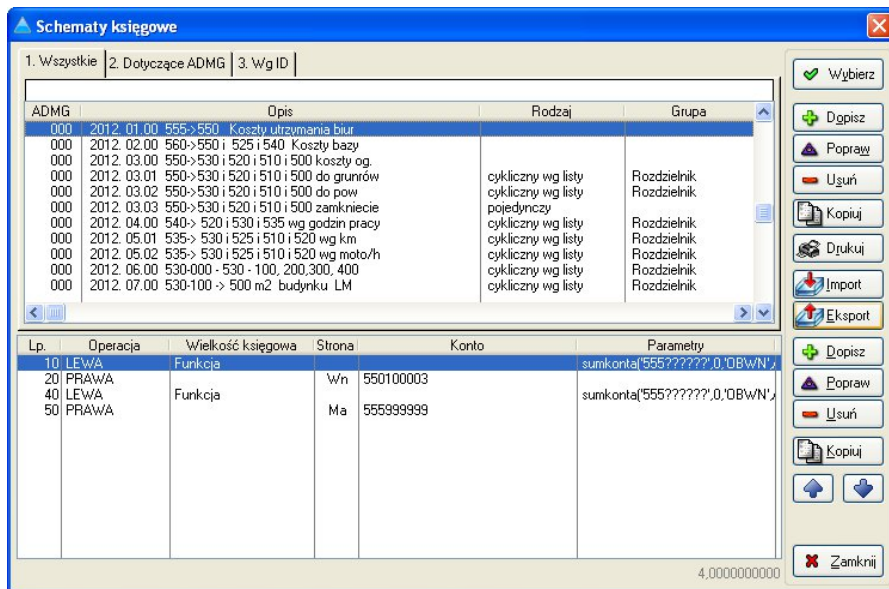 Schematy księgowe
1. Wszystkie 2. Dotyczące ADMG 3. Wg ID
ADMG Opis Rodzaj Grupa
000 2012. 01.00 555->550 Koszty utrzymania biur
000 2012. 02.00 560->550 i 525 i 540 Koszty bazy
000 2012. 03.00 550->530 i 520 i 510 i 500 koszty og.
000 2012. 03.01 550->530 i 520 i 510 i 500 do grunrów cykliczny wg listy Rozdzielnik
000 2012. 03.02 550->530 i 520 i 510 i 500 do pow cykliczny wg listy Rozdzielnik
000 2012. 03.03 550->530 i 520 i 510 i 500 zamkniecie pojedynczy
000 2012. 04.00 540-> 520 i 530 i 535 wg godzin pracy cykliczny wg listy Rozdzielnik
000 2012. 05.01 535-> 530 i 525 i 510 i 520 wg km cykliczny wg listy Rozdzielnik
000 2012. 05.02 535-> 530 i 525 i 510 i 520 wg moto/h cykliczny wg listy Rozdzielnik
000 2012. 06.00 530-000 - 530 - 100, 200,300, 400 cykliczny wg listy Rozdzielnik
000 2012. 07.00 530-100 -> 500 m2 budynku LM cykliczny wg listy Rozdzielnik
Lp. Operacja Wielkość księgowa Strona Konto Parametry
10 LEWA Funkcja sumkonta('555??????',0,'OBWN',
20 PRAWA Wn 550100003
40 LEWA Funkcja sumkonta('555??????',0,'OBWN',
50 PRAWA Ma 555999999
4,0000000000
Wybierz
Dopisz
Popraw
Usuń
Kopiuj
Drukuj
Import
Eksport
Dopisz
Popraw
Usuń
Kopiuj
Zamknij